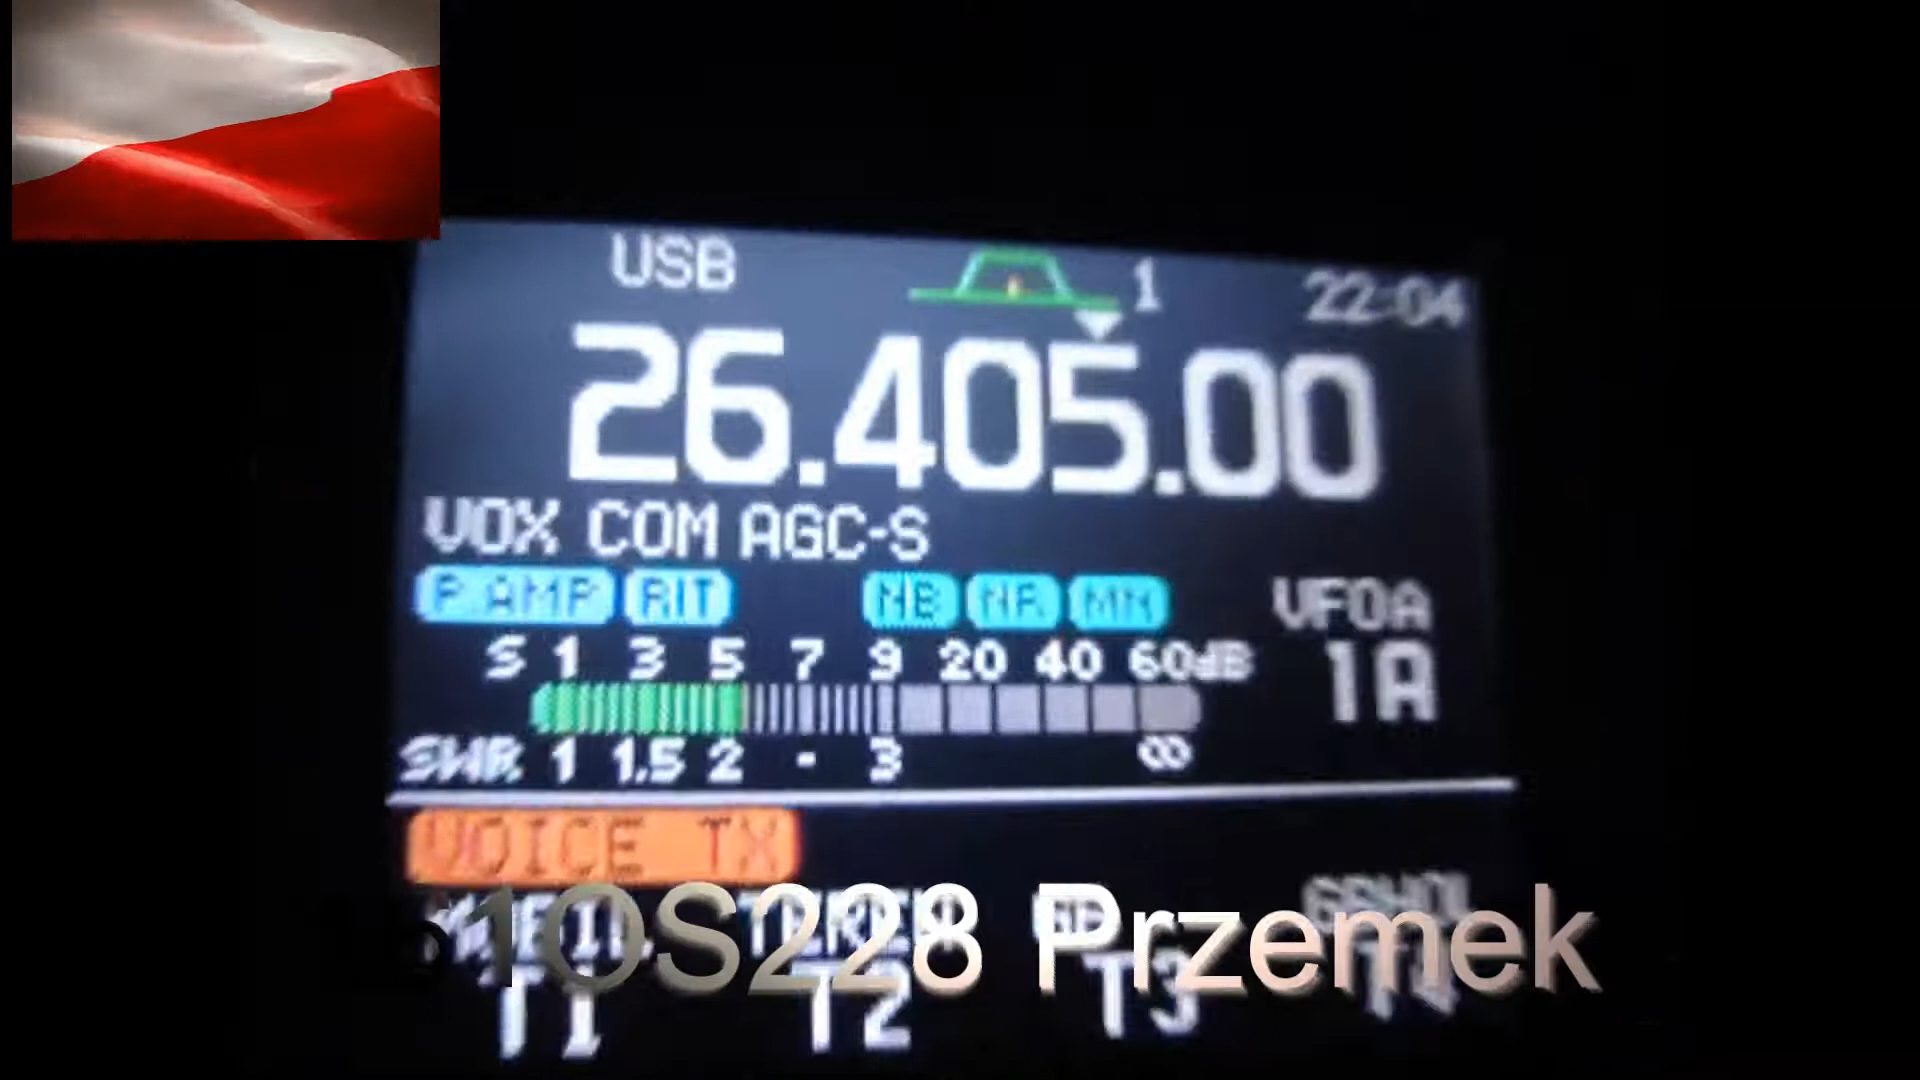 USB 1 22:04
26.405.00
VOX COM AGC-S
P.AMP RIT NB NR MN VFOA
S 1 3 5 7 9 20 40 60dB 1A
SWR 1 1.5 2 - 3 ∞
VOICE TX
1OS228 Przemek
T1 T2 T3 T4